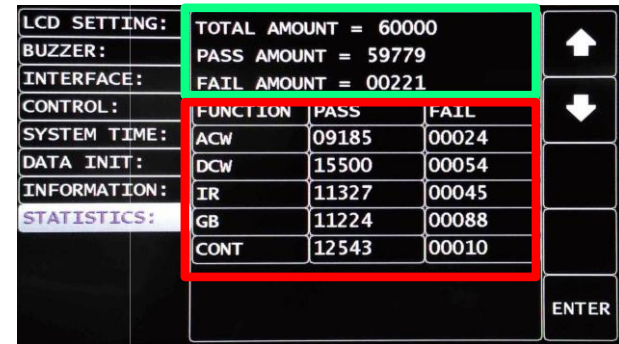 LCD SETTING:
BUZZER:
INTERFACE:
CONTROL:
SYSTEM TIME:
DATA INIT:
INFORMATION:
STATISTICS:
TOTAL AMOUNT = 60000
PASS AMOUNT = 59779
FAIL AMOUNT = 00221
FUNCTION PASS FAIL
ACW 09185 00024
DCW 15500 00054
IR 11327 00045
GB 11224 00088
CONT 12543 00010
ENTER